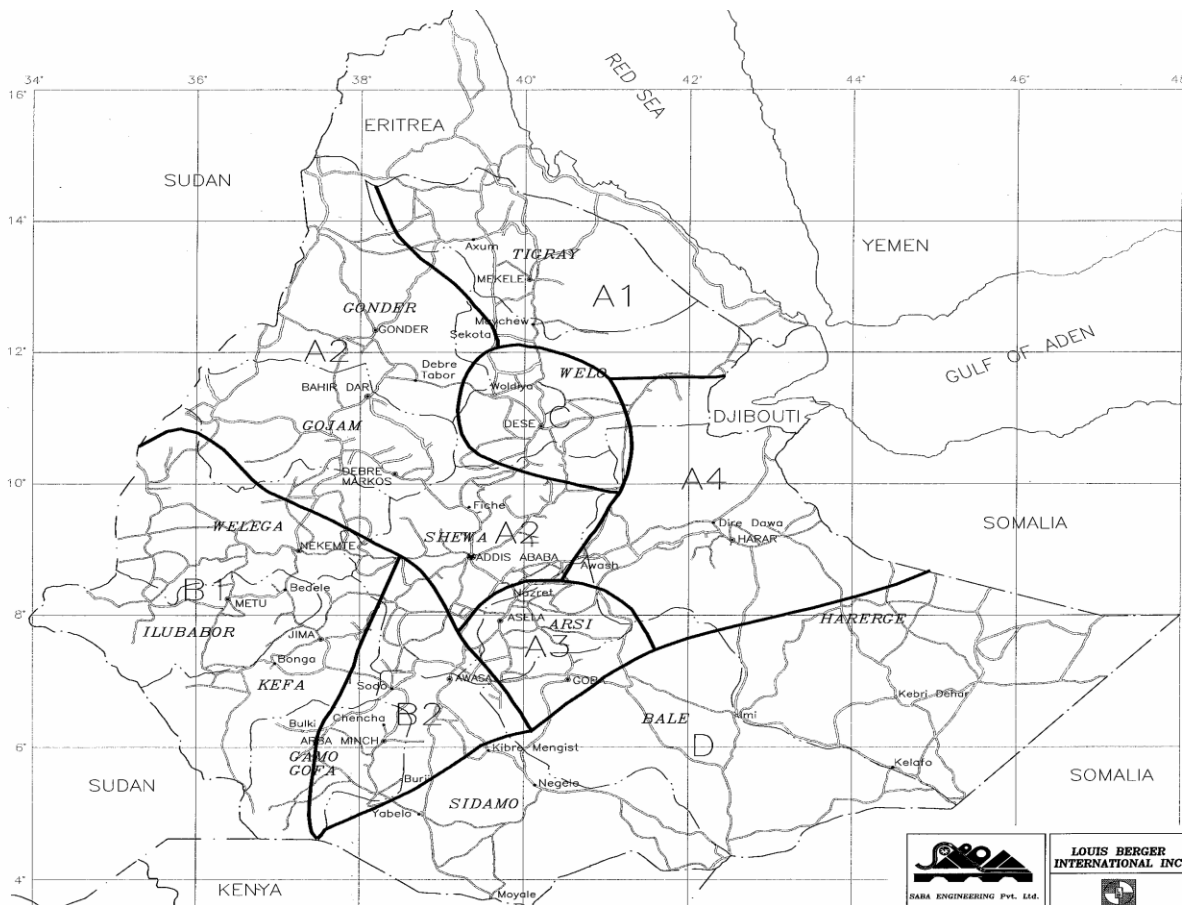 34°
36°
38°
40°
42°
44°
46°
48
16°
14°
12°
10°
8°
6°
4°
RED SEA
ERITREA
SUDAN
YEMEN
GULF OF ADEN
Axum
TIGRAY
MEKELE
A1
GONDER
GONDER
Maychew
Sekota
A2
Debre
Tabor
WELO
BAHIR DAR
Woldiya
GOJAM
DESE
C
DJIBOUTI
DEBRE
MARKOS
A4
Fiche
WELEGA
SHEWA
A2
Dire Dawa
HARAR
SOMALIA
NEKEMTE
ADDIS ABABA
Awash
B1
Bedele
METU
Nazret
ASELA
ARSI
HARERGE
ILUBABOR
JIMA
A3
Bonga
KEFA
Sodo
AWASA
GOBA
Kebri Dehar
Bulki
Chencha
B2
BALE
Imi
ARBA MINCH
Kibre Mengist
D
GAMO
GOFA
Burji
Negele
Kelafo
SUDAN
SOMALIA
Yabelo
SIDAMO
KENYA
Moyale
SABA ENGINEERING Pvt. Ltd.
LOUIS BERGER
INTERNATIONAL INC